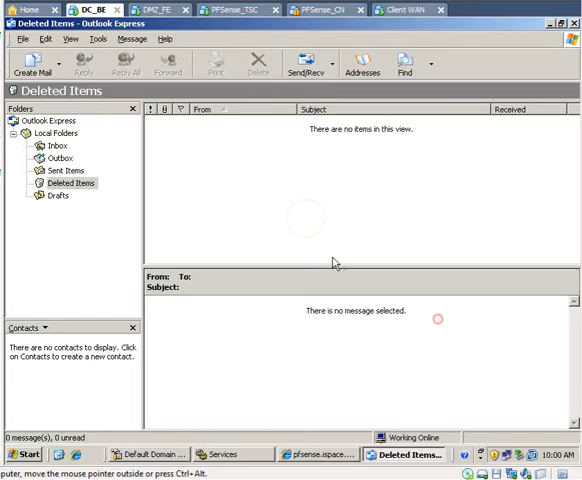 Home DC_BE DMZ_FE PFSense_TSC PFSense_CN Client WAN
Deleted Items - Outlook Express
File Edit View Tools Message Help
Create Mail Reply Reply All Forward Print Delete Send/Recv Addresses Find
Deleted Items
Folders
! From Subject Received
Outlook Express
There are no items in this view.
Local Folders
Inbox
Outbox
Sent Items
Deleted Items
Drafts
From: To:
Subject:
There is no message selected.
Contacts
There are no contacts to display. Click
on Contacts to create a new contact.
0 message(s), 0 unread Working Online
Start Default Domain ... Services pfsense.ispace.... Deleted Items... 10:00 AM
puter, move the mouse pointer outside or press Ctrl+Alt.